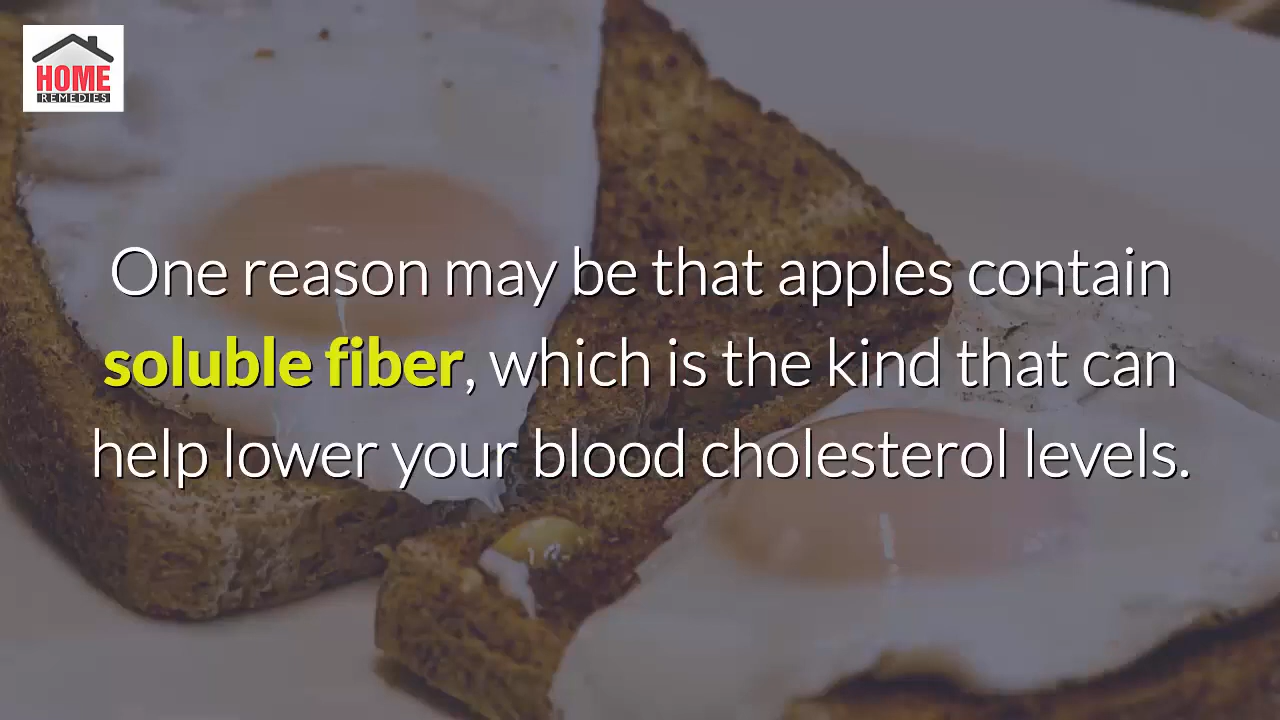 HOME
REMEDIES
One reason may be that apples contain
soluble fiber, which is the kind that can
help lower your blood cholesterol levels.